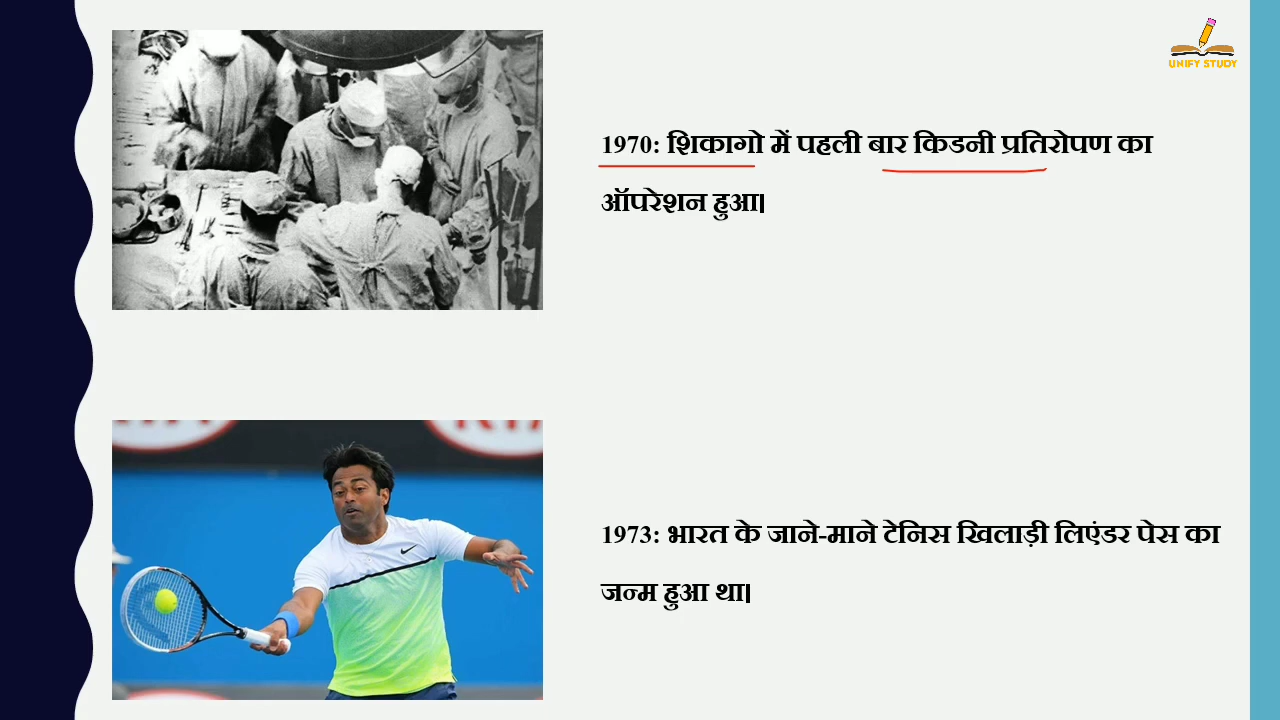 UNIFY STUDY
1970: शिकागो में पहली बार किडनी प्रतिरोपण का
ऑपरेशन हुआ।
1973: भारत के जाने-माने टेनिस खिलाड़ी लिएंडर पेस का
जन्म हुआ था।